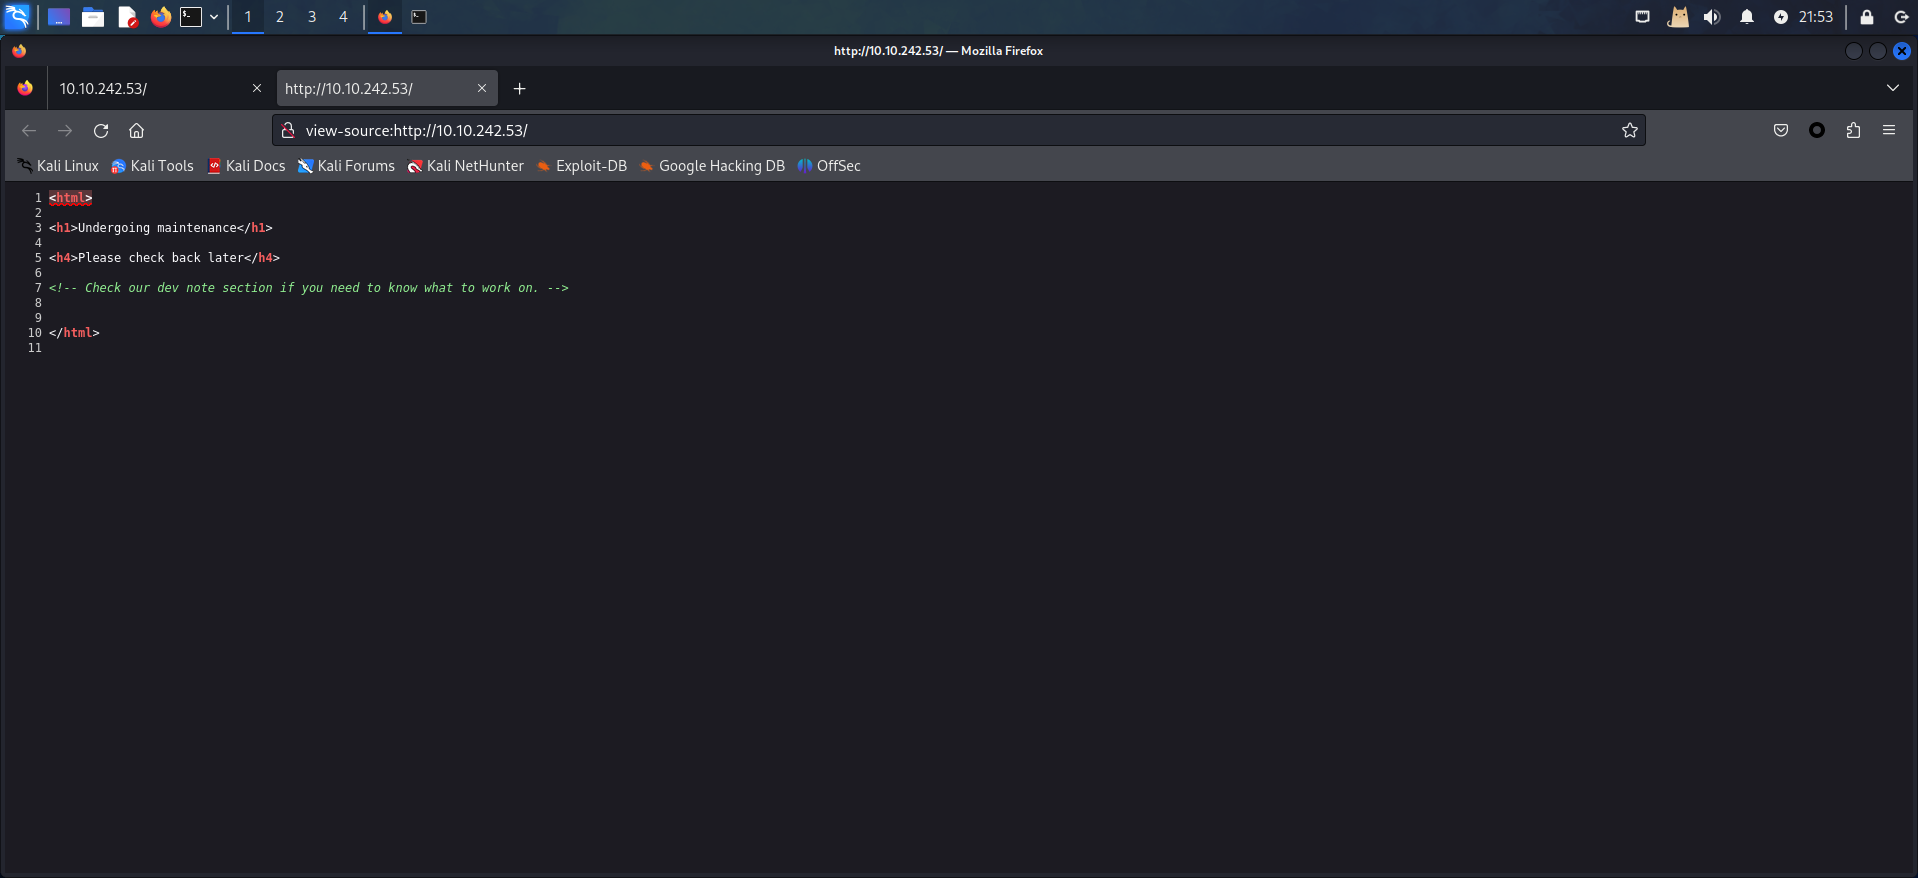 1 2 3 4 21:53
http://10.10.242.53/ — Mozilla Firefox
10.10.242.53/ http://10.10.242.53/
view-source:http://10.10.242.53/
Kali Linux Kali Tools Kali Docs Kali Forums Kali NetHunter Exploit-DB Google Hacking DB OffSec
1 <html>
2
3 <h1>Undergoing maintenance</h1>
4
5 <h4>Please check back later</h4>
6
7 <!-- Check our dev note section if you need to know what to work on. -->
8
9
10 </html>
11